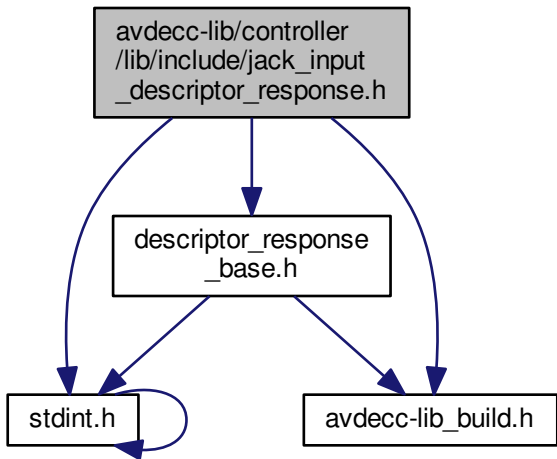 avdecc-lib/controller
/lib/include/jack_input
_descriptor_response.h
descriptor_response
_base.h
stdint.h
avdecc-lib_build.h